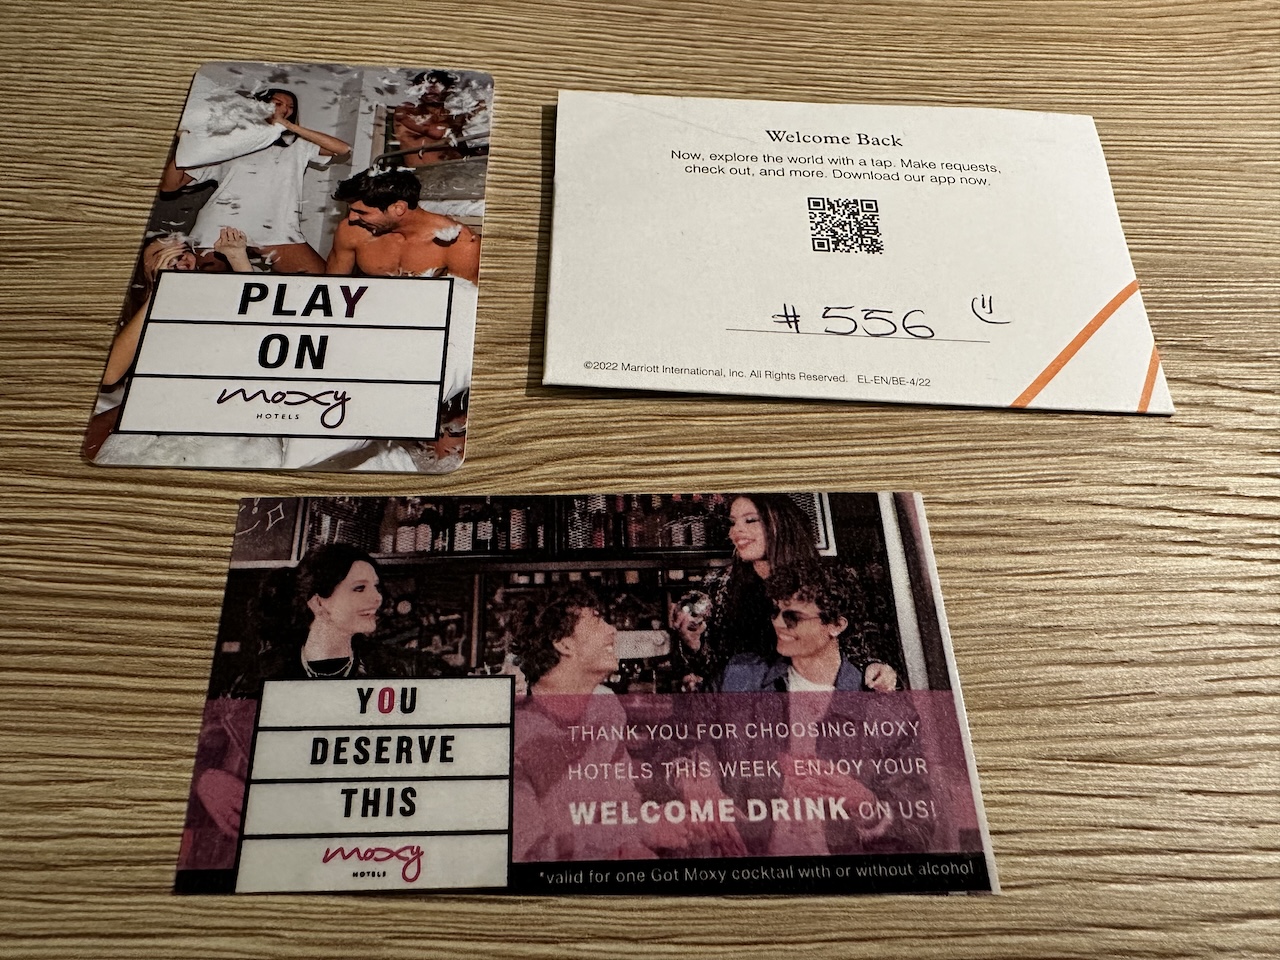 PLAY
ON
moxy
HOTELS
Welcome Back
Now, explore the world with a tap. Make requests,
check out, and more. Download our app now.
# 556
©2022 Marriott International, Inc. All Rights Reserved. EL-EN/BE-4/22
YOU
DESERVE
THIS
moxy
HOTELS
THANK YOU FOR CHOOSING MOXY
HOTELS THIS WEEK, ENJOY YOUR
WELCOME DRINK ON US!
*valid for one Got Moxy cocktail with or without alcohol